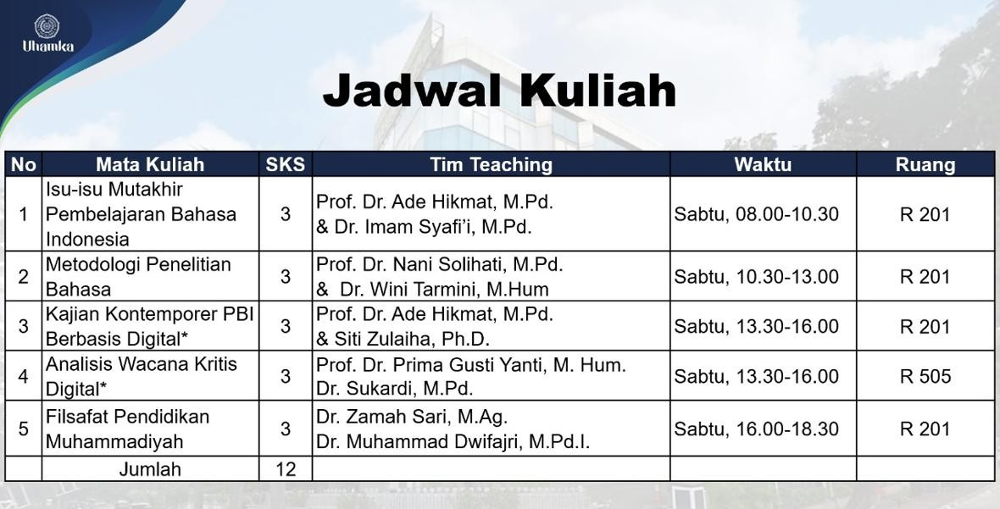 Uhamka
Jadwal Kuliah
No Mata Kuliah SKS Tim Teaching Waktu Ruang
1 Isu-isu Mutakhir Pembelajaran Bahasa Indonesia 3 Prof. Dr. Ade Hikmat, M.Pd. & Dr. Imam Syafi’i, M.Pd. Sabtu, 08.00-10.30 R 201
2 Metodologi Penelitian Bahasa 3 Prof. Dr. Nani Solihati, M.Pd. & Dr. Wini Tarmini, M.Hum Sabtu, 10.30-13.00 R 201
3 Kajian Kontemporer PBI Berbasis Digital* 3 Prof. Dr. Ade Hikmat, M.Pd. & Siti Zulaiha, Ph.D. Sabtu, 13.30-16.00 R 201
4 Analisis Wacana Kritis Digital* 3 Prof. Dr. Prima Gusti Yanti, M. Hum. Dr. Sukardi, M.Pd. Sabtu, 13.30-16.00 R 505
5 Filsafat Pendidikan Muhammadiyah 3 Dr. Zamah Sari, M.Ag. Dr. Muhammad Dwifajri, M.Pd.I. Sabtu, 16.00-18.30 R 201
Jumlah 12